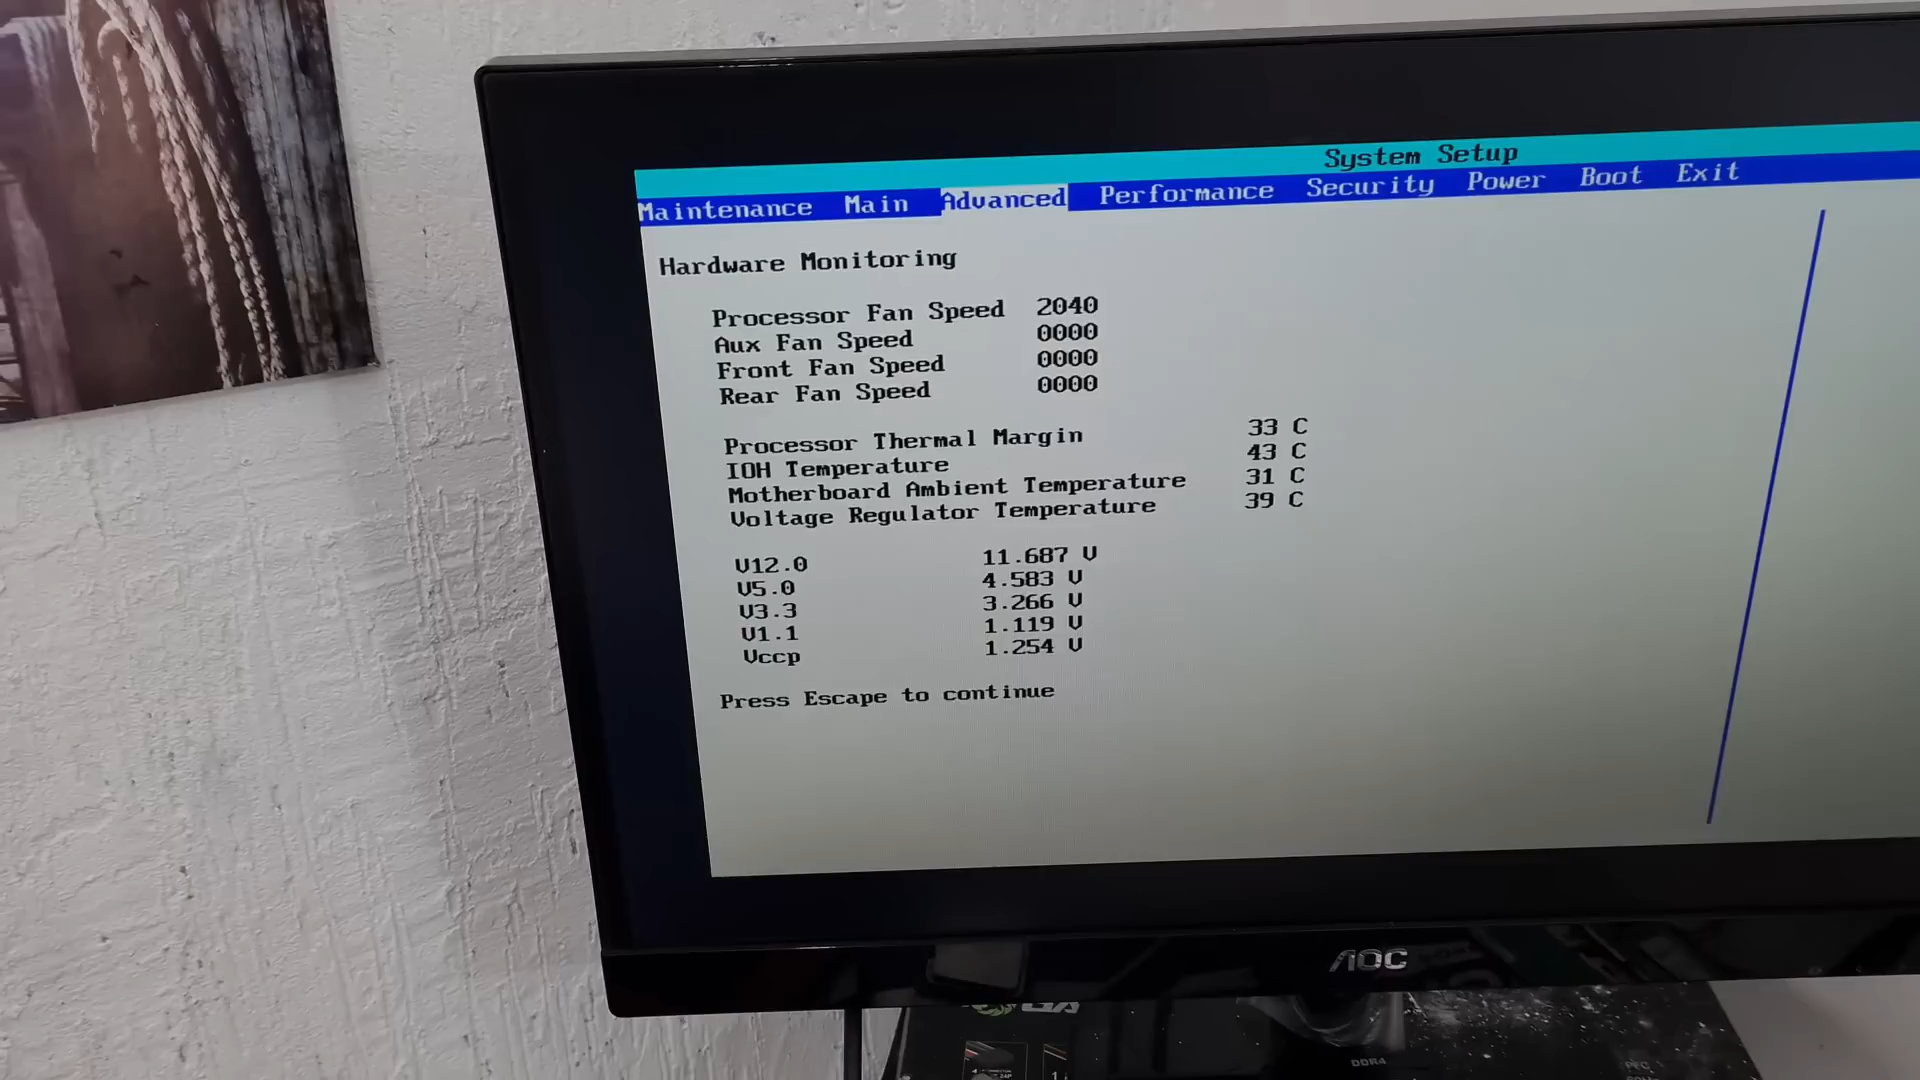 System Setup
Maintenance Main Advanced Performance Security Power Boot Exit
Hardware Monitoring
Processor Fan Speed 2040
Aux Fan Speed 0000
Front Fan Speed 0000
Rear Fan Speed 0000
Processor Thermal Margin 33 C
IOH Temperature 43 C
Motherboard Ambient Temperature 31 C
Voltage Regulator Temperature 39 C
V12.0 11.687 V
V5.0 4.583 V
V3.3 3.266 V
V1.1 1.119 V
Vccp 1.254 V
Press Escape to continue
AOC
DDR4